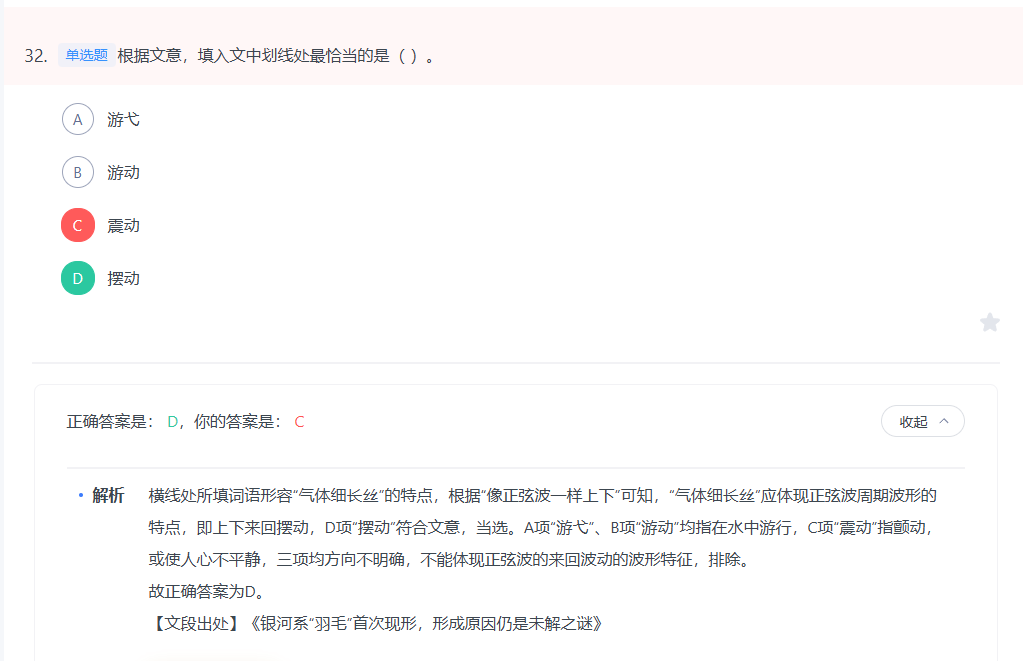 32. 单选题 根据文意，填入文中划线处最恰当的是（ ）。
A 游弋
B 游动
C 震动
D 摆动
正确答案是： D，你的答案是： C 收起
• 解析 横线处所填词语形容“气体细长丝”的特点，根据“像正弦波一样上下”可知，“气体细长丝”应体现正弦波周期波形的
特点，即上下来回摆动，D项“摆动”符合文意，当选。A项“游弋”、B项“游动”均指在水中游行，C项“震动”指颤动，
或使人心不平静，三项均方向不明确，不能体现正弦波的来回波动的波形特征，排除。
故正确答案为D。
【文段出处】《银河系“羽毛”首次现形，形成原因仍是未解之谜》